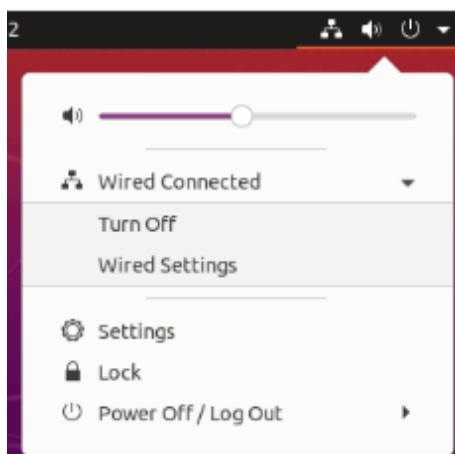 2
Wired Connected
Turn Off
Wired Settings
Settings
Lock
Power Off / Log Out